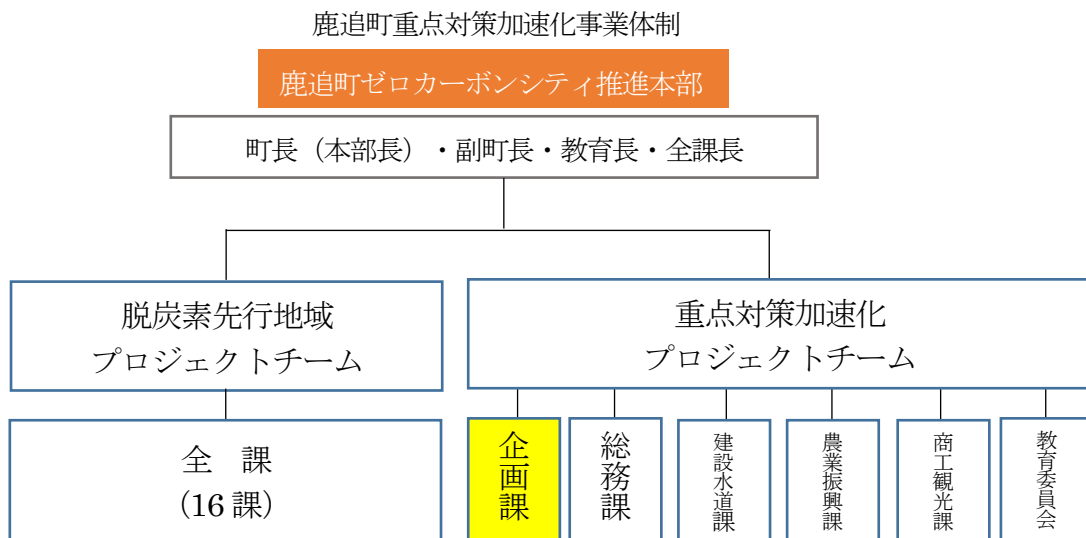 鹿追町重点対策加速化事業体制
鹿追町ゼロカーボンシティ推進本部
町長（本部長）・副町長・教育長・全課長
脱炭素先行地域
プロジェクトチーム
重点対策加速化
プロジェクトチーム
全　課
（16課）
企画課
総務課
建設水道課
農業振興課
商工観光課
教育委員会